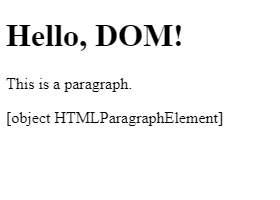 Hello, DOM!
This is a paragraph.
[object HTMLParagraphElement]